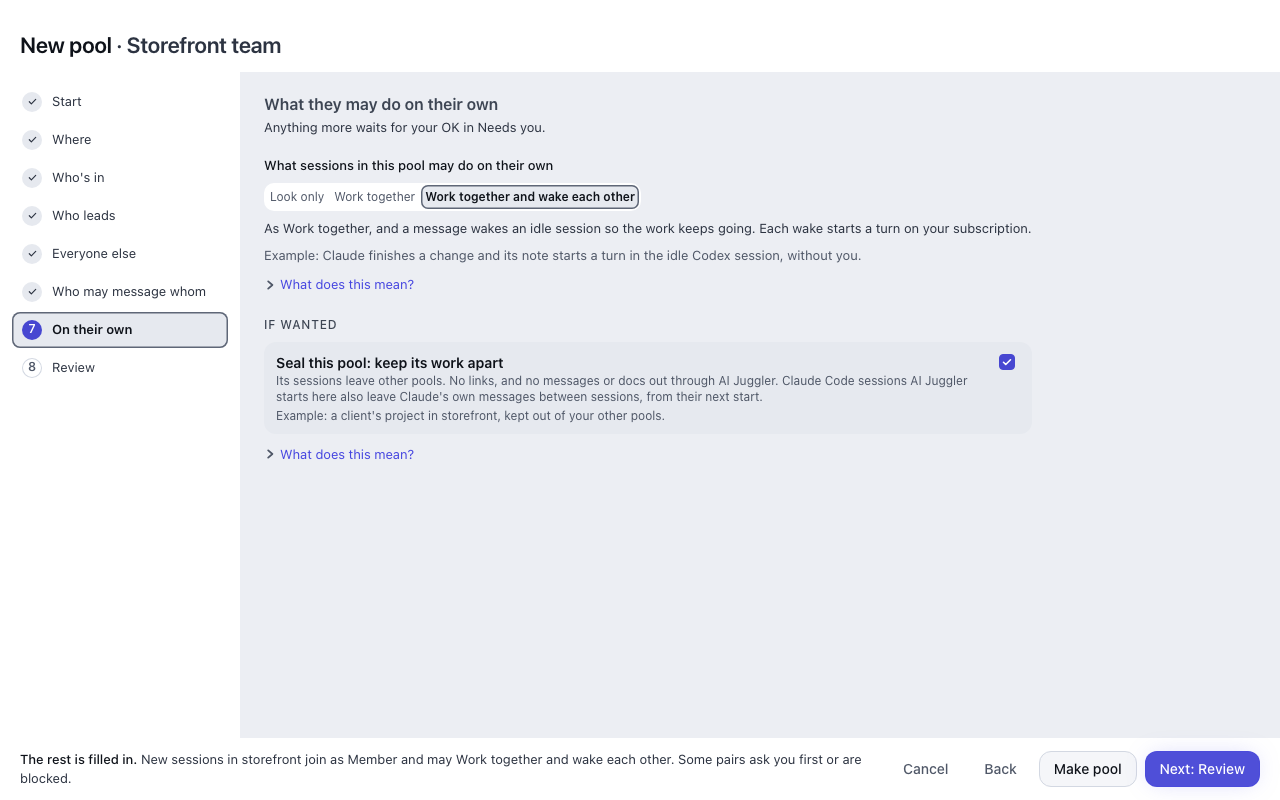 New pool · Storefront team
Start
Where
Who's in
Who leads
Everyone else
Who may message whom
7 On their own
8 Review
What they may do on their own
Anything more waits for your OK in Needs you.
What sessions in this pool may do on their own
Look only Work together Work together and wake each other
As Work together, and a message wakes an idle session so the work keeps going. Each wake starts a turn on your subscription.
Example: Claude finishes a change and its note starts a turn in the idle Codex session, without you.
What does this mean?
IF WANTED
Seal this pool: keep its work apart
Its sessions leave other pools. No links, and no messages or docs out through AI Juggler. Claude Code sessions AI Juggler
starts here also leave Claude's own messages between sessions, from their next start.
Example: a client's project in storefront, kept out of your other pools.
What does this mean?
The rest is filled in. New sessions in storefront join as Member and may Work together and wake each other. Some pairs ask you first or are
blocked.
Cancel Back Make pool Next: Review